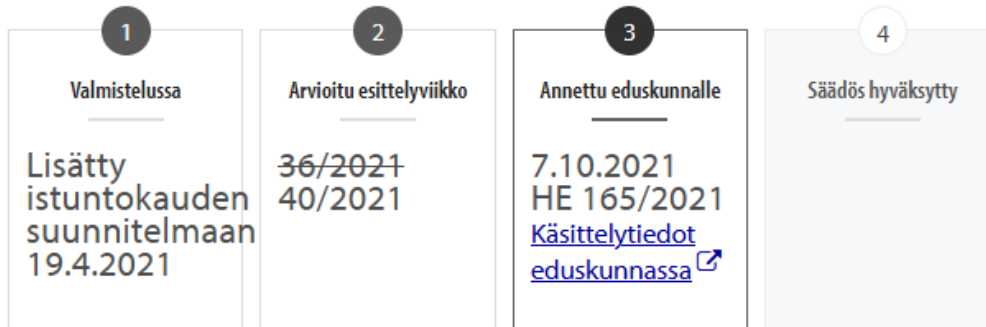 1
Valmistelussa
Lisätty
istuntokauden
suunnitelmaan
19.4.2021
2
Arvioitu esittelyviikko
36/2021
40/2021
3
Annettu eduskunnalle
7.10.2021
HE 165/2021
Käsittelytiedot
eduskunnassa
4
Säädös hyväksytty